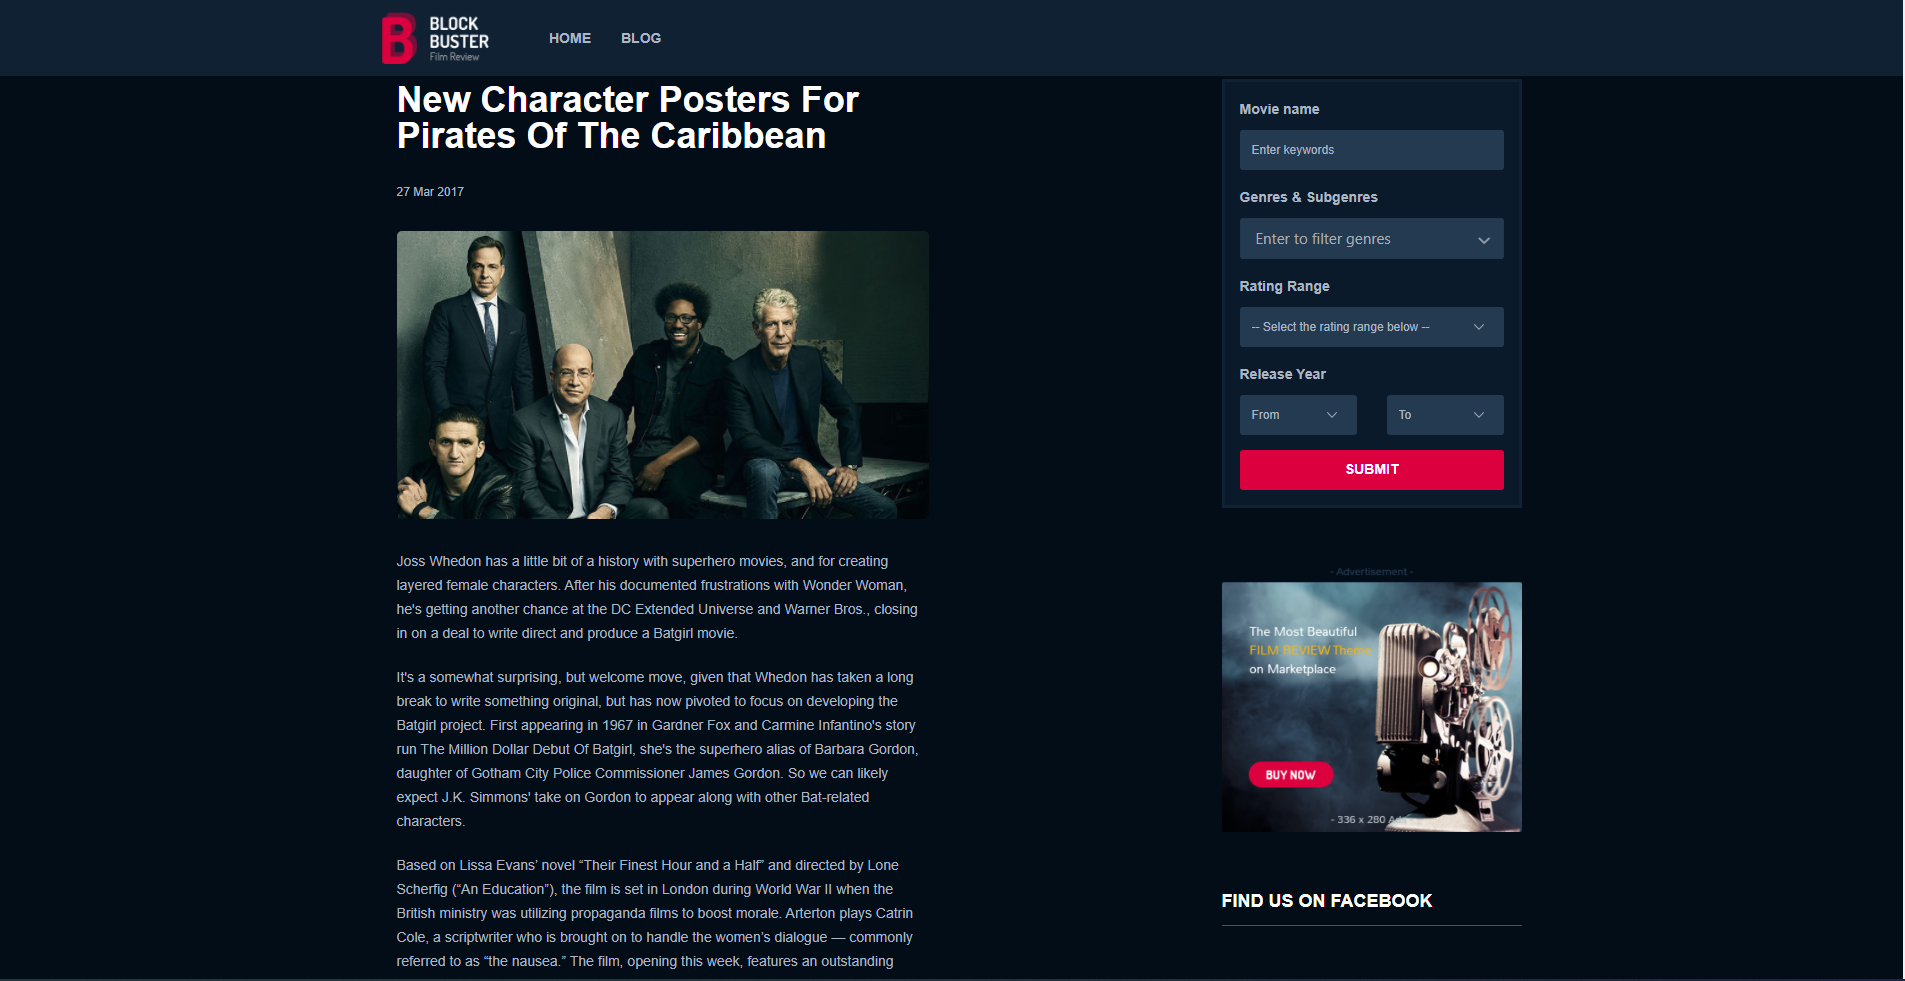 BLOCK
BUSTER
Film Review
HOME
BLOG
New Character Posters For
Pirates Of The Caribbean
27 Mar 2017
Joss Whedon has a little bit of a history with superhero movies, and for creating
layered female characters. After his documented frustrations with Wonder Woman,
he's getting another chance at the DC Extended Universe and Warner Bros., closing
in on a deal to write direct and produce a Batgirl movie.
It's a somewhat surprising, but welcome move, given that Whedon has taken a long
break to write something original, but has now pivoted to focus on developing the
Batgirl project. First appearing in 1967 in Gardner Fox and Carmine Infantino's story
run The Million Dollar Debut Of Batgirl, she's the superhero alias of Barbara Gordon,
daughter of Gotham City Police Commissioner James Gordon. So we can likely
expect J.K. Simmons' take on Gordon to appear along with other Bat-related
characters.
Based on Lissa Evans’ novel “Their Finest Hour and a Half” and directed by Lone
Scherfig (“An Education”), the film is set in London during World War II when the
British ministry was utilizing propaganda films to boost morale. Arterton plays Catrin
Cole, a scriptwriter who is brought on to handle the women’s dialogue — commonly
referred to as “the nausea.” The film, opening this week, features an outstanding
Movie name
Enter keywords
Genres & Subgenres
Enter to filter genres
Rating Range
-- Select the rating range below --
Release Year
From
To
SUBMIT
- Advertisement -
The Most Beautiful
FILM REVIEW Theme
on Marketplace
BUY NOW
- 336 x 280 Ads
FIND US ON FACEBOOK